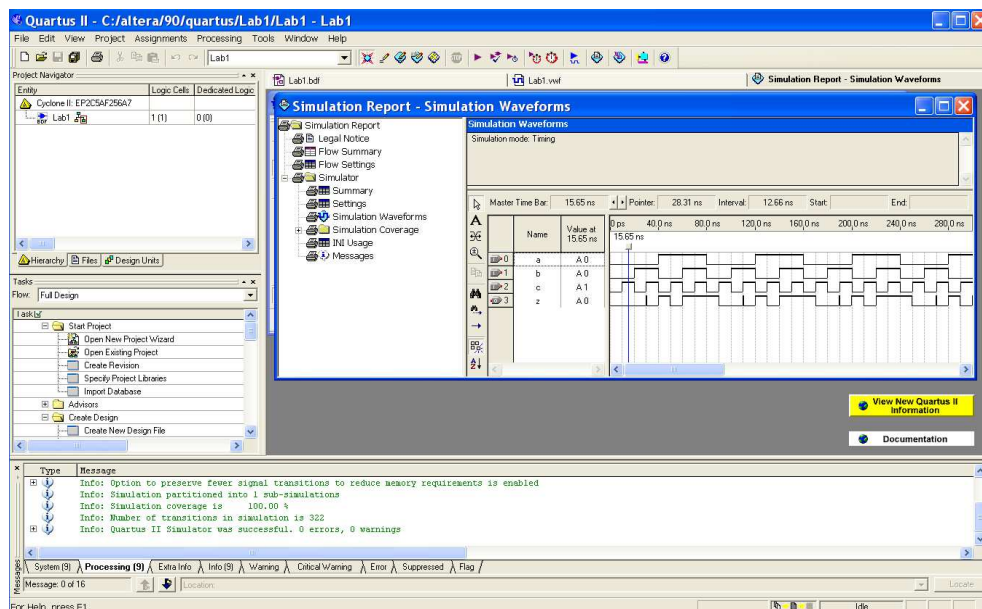 Quartus II - C:/altera/90/quartus/Lab1/Lab1 - Lab1
File Edit View Project Assignments Processing Tools Window Help
Lab1
Project Navigator
Entity Logic Cells Dedicated Logic
Cyclone II: EP2C5AF256A7
Lab1 1 (1) 0 (0)
Hierarchy Files Design Units
Tasks
Flow: Full Design
Task
Start Project
Open New Project Wizard
Open Existing Project
Create Revision
Specify Project Libraries
Import Database
Advisors
Create Design
Create New Design File
Lab1.bdf Lab1.vwf Simulation Report - Simulation Waveforms
Simulation Report - Simulation Waveforms
Simulation Report
Legal Notice
Flow Summary
Flow Settings
Simulator
Summary
Settings
Simulation Waveforms
Simulation Coverage
INI Usage
Messages
Simulation Waveforms
Simulation mode: Timing
Master Time Bar: 15.65 ns Pointer: 28.31 ns Interval: 12.66 ns Start: End:
Name Value at 15.65 ns
0 ps 40.0 ns 80.0 ns 120.0 ns 160.0 ns 200.0 ns 240.0 ns 280.0 ns
15.65 ns
0 a A 0
1 b A 0
2 c A 1
3 z A 0
View New Quartus II Information
Documentation
Type Message
Info: Option to preserve fewer signal transitions to reduce memory requirements is enabled
Info: Simulation partitioned into 1 sub-simulations
Info: Simulation coverage is 100.00 %
Info: Number of transitions in simulation is 322
Info: Quartus II Simulator was successful. 0 errors, 0 warnings
System (9) Processing (9) Extra Info Info (9) Warning Critical Warning Error Suppressed Flag
Messages
Message: 0 of 16 Location: Locate
For Help, press F1 Idle